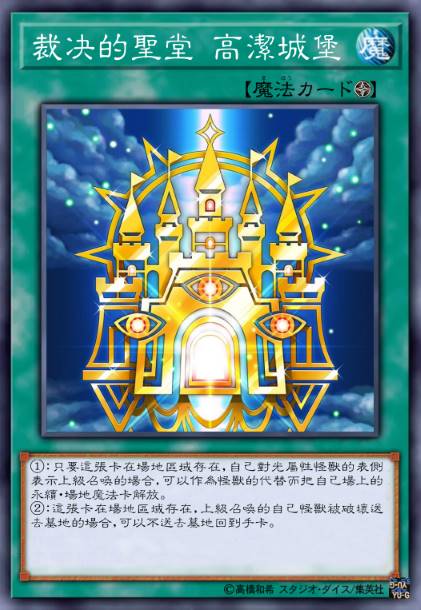 裁決的聖堂 高潔城堡
魔
【魔法カード】
①:只要這張卡在場地區域存在,自己對光屬性怪獸的表側
表示上級召喚的場合,可以作為怪獸的代替而把自己場上的
永續·場地魔法卡解放。
②:這張卡在場地區域存在,上級召喚的自己怪獸被破壞送
去墓地的場合,可以不送去墓地回到手卡。
©高橋和希 スタジオ・ダイス/集英社